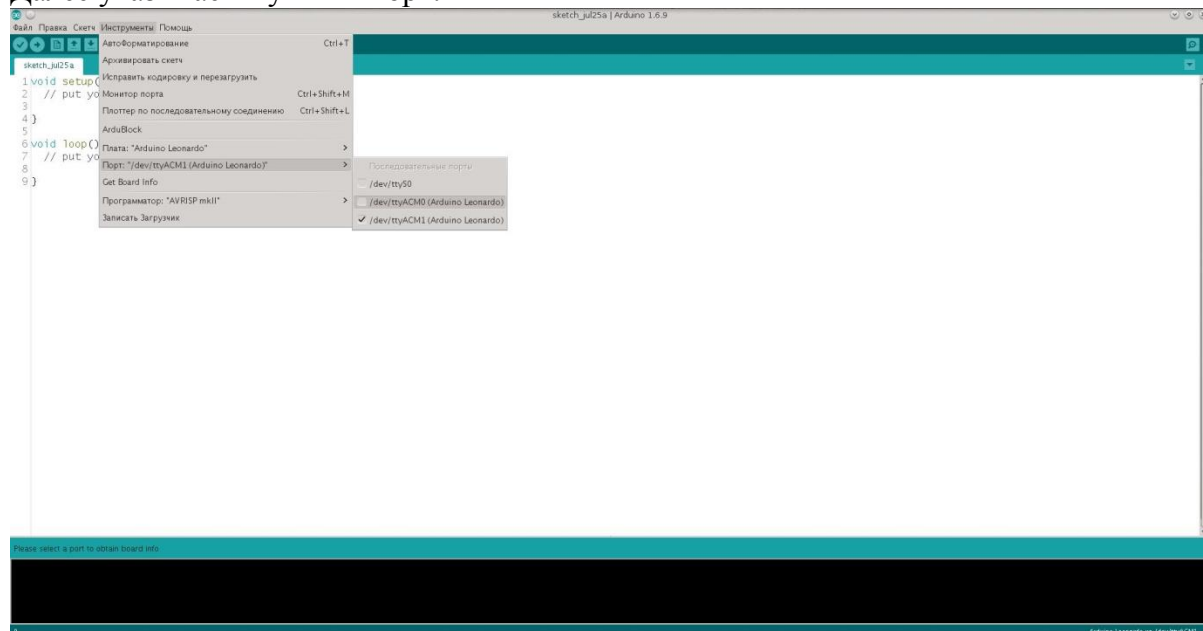 sketch_jul25a | Arduino 1.6.9
Файл Правка Скетч Инструменты Помощь
АвтоФорматирование Ctrl+T
sketch_jul25a
Архивировать скетч
Исправить кодировку и перезагрузить
Монитор порта Ctrl+Shift+M
Плоттер по последовательному соединению Ctrl+Shift+L
ArduBlock
Плата: "Arduino Leonardo"
Порт: "/dev/ttyACM1 (Arduino Leonardo)"
Get Board Info
Программатор: "AVRISP mkII"
Записать Загрузчик
Последовательные порты
/dev/ttyS0
/dev/ttyACM0 (Arduino Leonardo)
/dev/ttyACM1 (Arduino Leonardo)
1 void setup(
2 // put yo
3
4 }
5
6 void loop()
7 // put yo
8
9 }
Please select a port to obtain board info